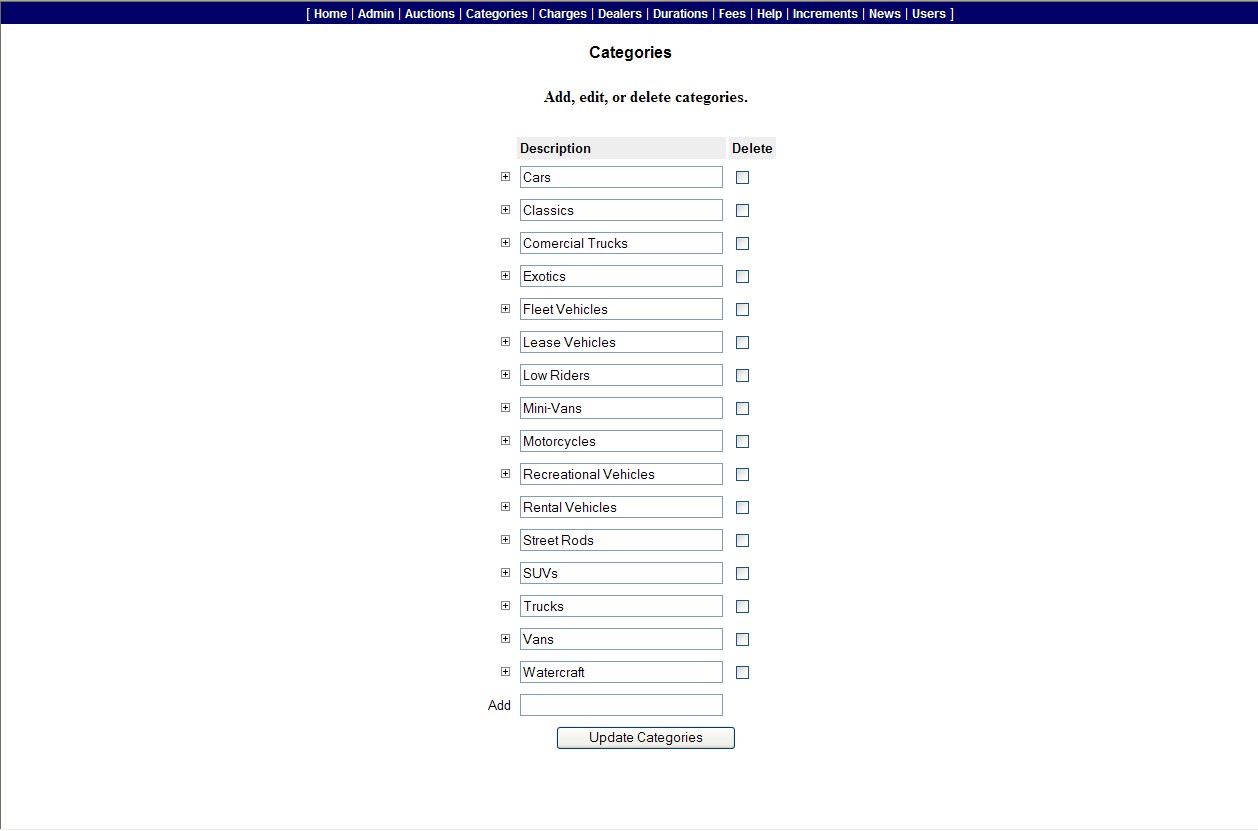 [ Home | Admin | Auctions | Categories | Charges | Dealers | Durations | Fees | Help | Increments | News | Users ]
Categories
Add, edit, or delete categories.
Description Delete
Cars
Classics
Comercial Trucks
Exotics
Fleet Vehicles
Lease Vehicles
Low Riders
Mini-Vans
Motorcycles
Recreational Vehicles
Rental Vehicles
Street Rods
SUVs
Trucks
Vans
Watercraft
Add
Update Categories